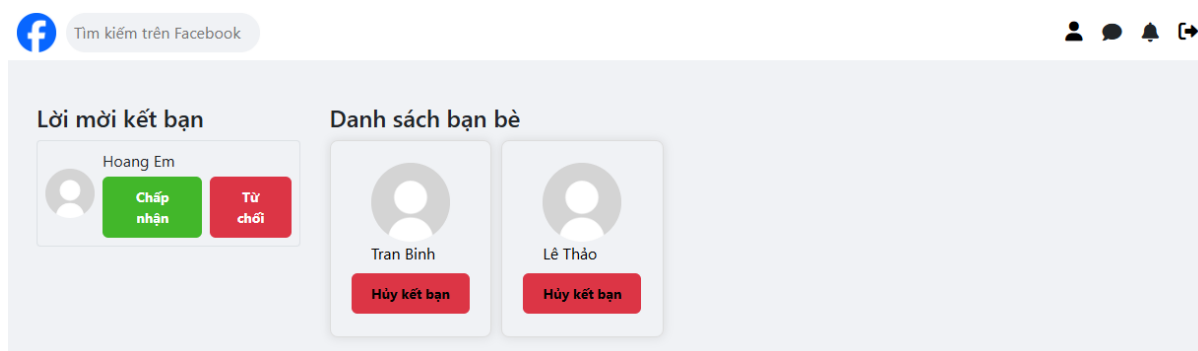 Tìm kiếm trên Facebook
Lời mời kết bạn
Hoang Em
Chấp
nhận
Từ
chối
Danh sách bạn bè
Tran Binh
Hủy kết bạn
Lê Thảo
Hủy kết bạn